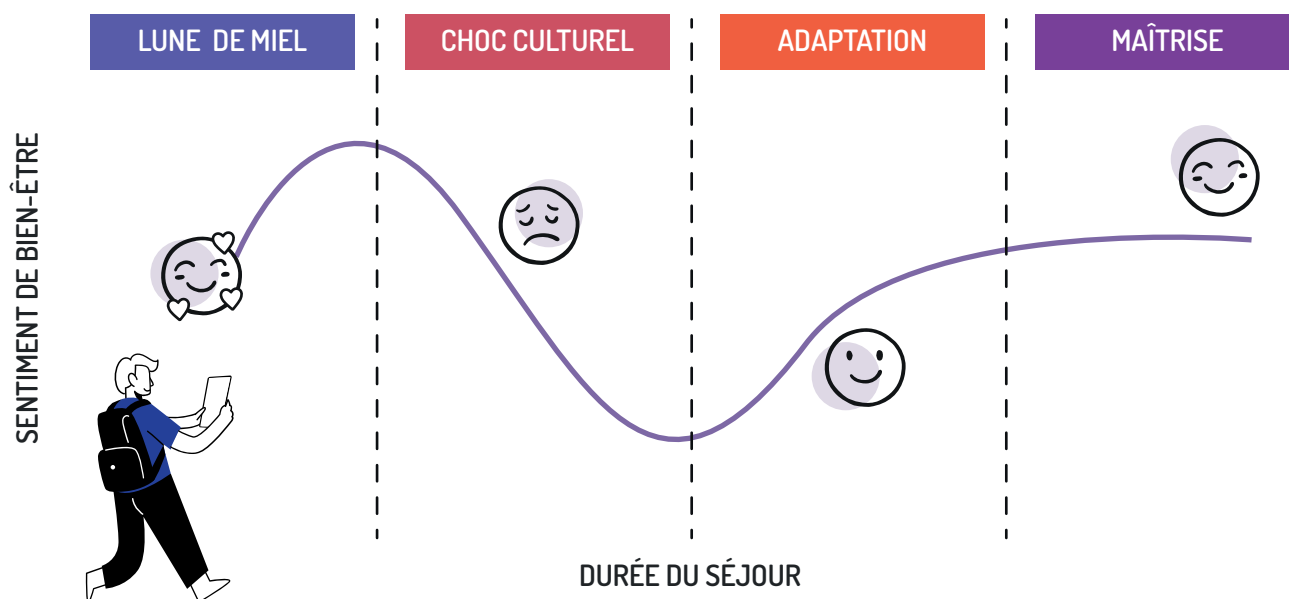 LUNE DE MIEL
CHOC CULTUREL
ADAPTATION
MAÎTRISE
SENTIMENT DE BIEN-ÊTRE
DURÉE DU SÉJOUR